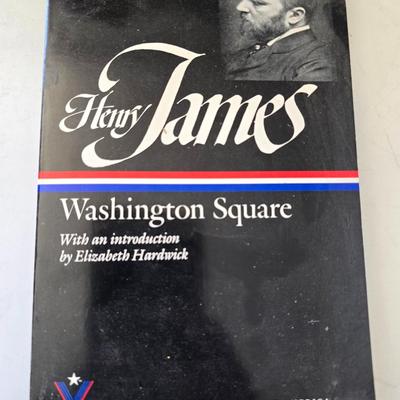 Henry James
Washington Square
With an introduction
by Elizabeth Hardwick